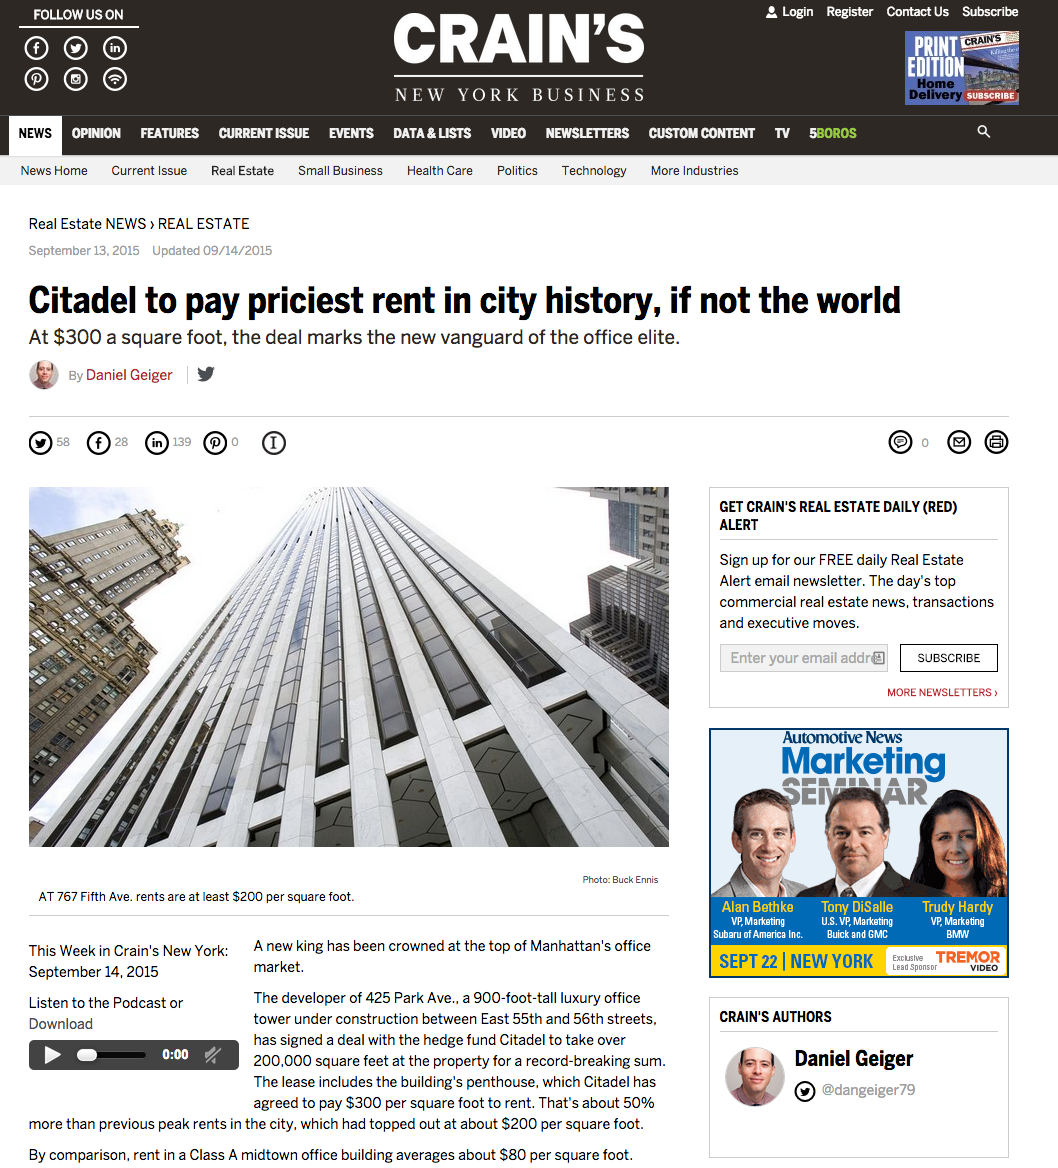 FOLLOW US ON
Login Register Contact Us Subscribe
CRAIN'S
NEW YORK BUSINESS
PRINT EDITION
Home Delivery
CRAIN'S
SUBSCRIBE
NEWS OPINION FEATURES CURRENT ISSUE EVENTS DATA & LISTS VIDEO NEWSLETTERS CUSTOM CONTENT TV 5BOROS
News Home Current Issue Real Estate Small Business Health Care Politics Technology More Industries
Real Estate NEWS › REAL ESTATE
September 13, 2015 Updated 09/14/2015
Citadel to pay priciest rent in city history, if not the world
At $300 a square foot, the deal marks the new vanguard of the office elite.
By Daniel Geiger
58 28 139 0
0
Photo: Buck Ennis
AT 767 Fifth Ave. rents are at least $200 per square foot.
This Week in Crain's New York:
September 14, 2015
Listen to the Podcast or
Download
0:00
A new king has been crowned at the top of Manhattan's office
market.
The developer of 425 Park Ave., a 900-foot-tall luxury office
tower under construction between East 55th and 56th streets,
has signed a deal with the hedge fund Citadel to take over
200,000 square feet at the property for a record-breaking sum.
The lease includes the building's penthouse, which Citadel has
agreed to pay $300 per square foot to rent. That's about 50%
more than previous peak rents in the city, which had topped out at about $200 per square foot.
By comparison, rent in a Class A midtown office building averages about $80 per square foot.
GET CRAIN'S REAL ESTATE DAILY (RED)
ALERT
Sign up for our FREE daily Real Estate
Alert email newsletter. The day's top
commercial real estate news, transactions
and executive moves.
Enter your email addr
SUBSCRIBE
MORE NEWSLETTERS ›
Automotive News
Marketing
SEMINAR
Alan Bethke
VP, Marketing
Subaru of America Inc.
Tony DiSalle
U.S. VP, Marketing
Buick and GMC
Trudy Hardy
VP, Marketing
BMW
SEPT 22 | NEW YORK
Exclusive
Lead Sponsor
TREMOR
VIDEO
CRAIN'S AUTHORS
Daniel Geiger
@dangeiger79